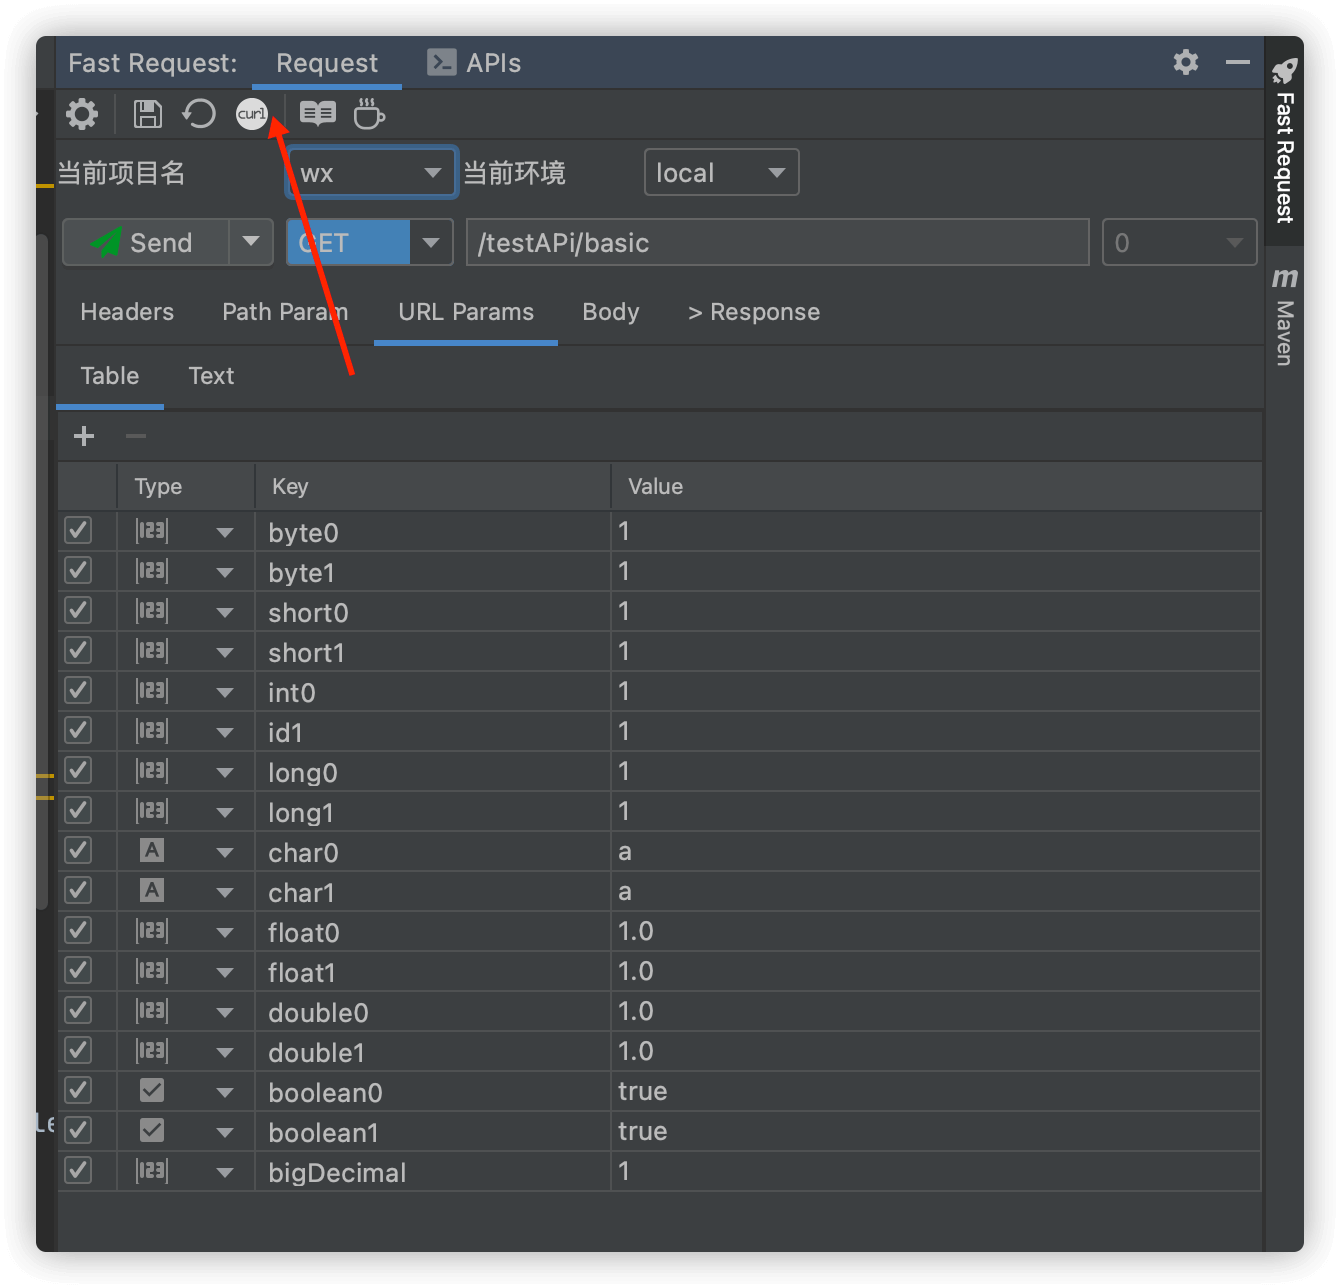 Fast Request: Request APIs
curl
当前项目名 wx 当前环境 local
Send GET /testAPi/basic 0
Headers Path Param URL Params Body > Response
Table Text
Type Key Value
123 byte0 1
123 byte1 1
123 short0 1
123 short1 1
123 int0 1
123 id1 1
123 long0 1
123 long1 1
A char0 a
A char1 a
123 float0 1.0
123 float1 1.0
123 double0 1.0
123 double1 1.0
boolean0 true
le
boolean1 true
123 bigDecimal 1
Fast Request
m Maven